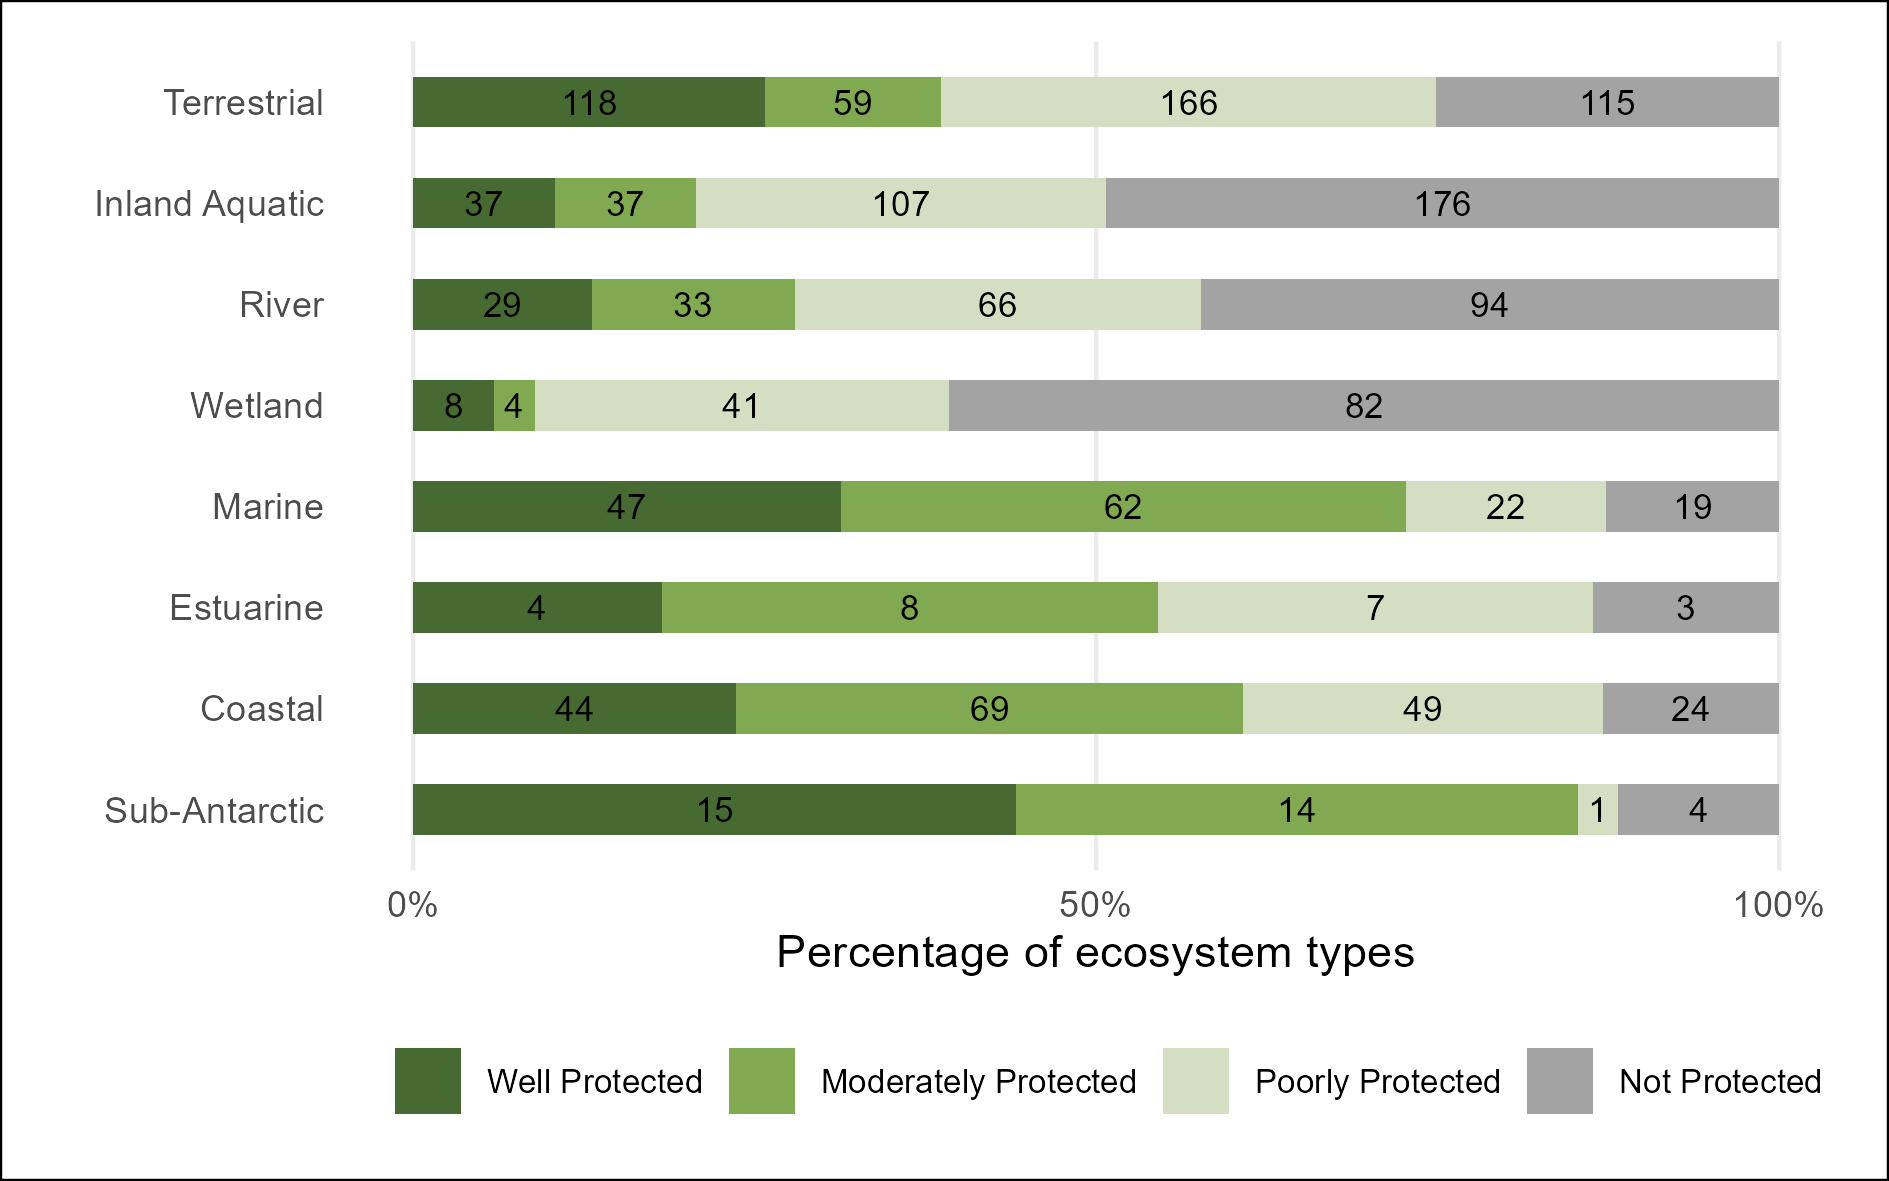 Terrestrial 118 59 166 115
Inland Aquatic 37 37 107 176
River 29 33 66 94
Wetland 8 4 41 82
Marine 47 62 22 19
Estuarine 4 8 7 3
Coastal 44 69 49 24
Sub-Antarctic 15 14 1 4
0% 50% 100%
Percentage of ecosystem types
Well Protected Moderately Protected Poorly Protected Not Protected